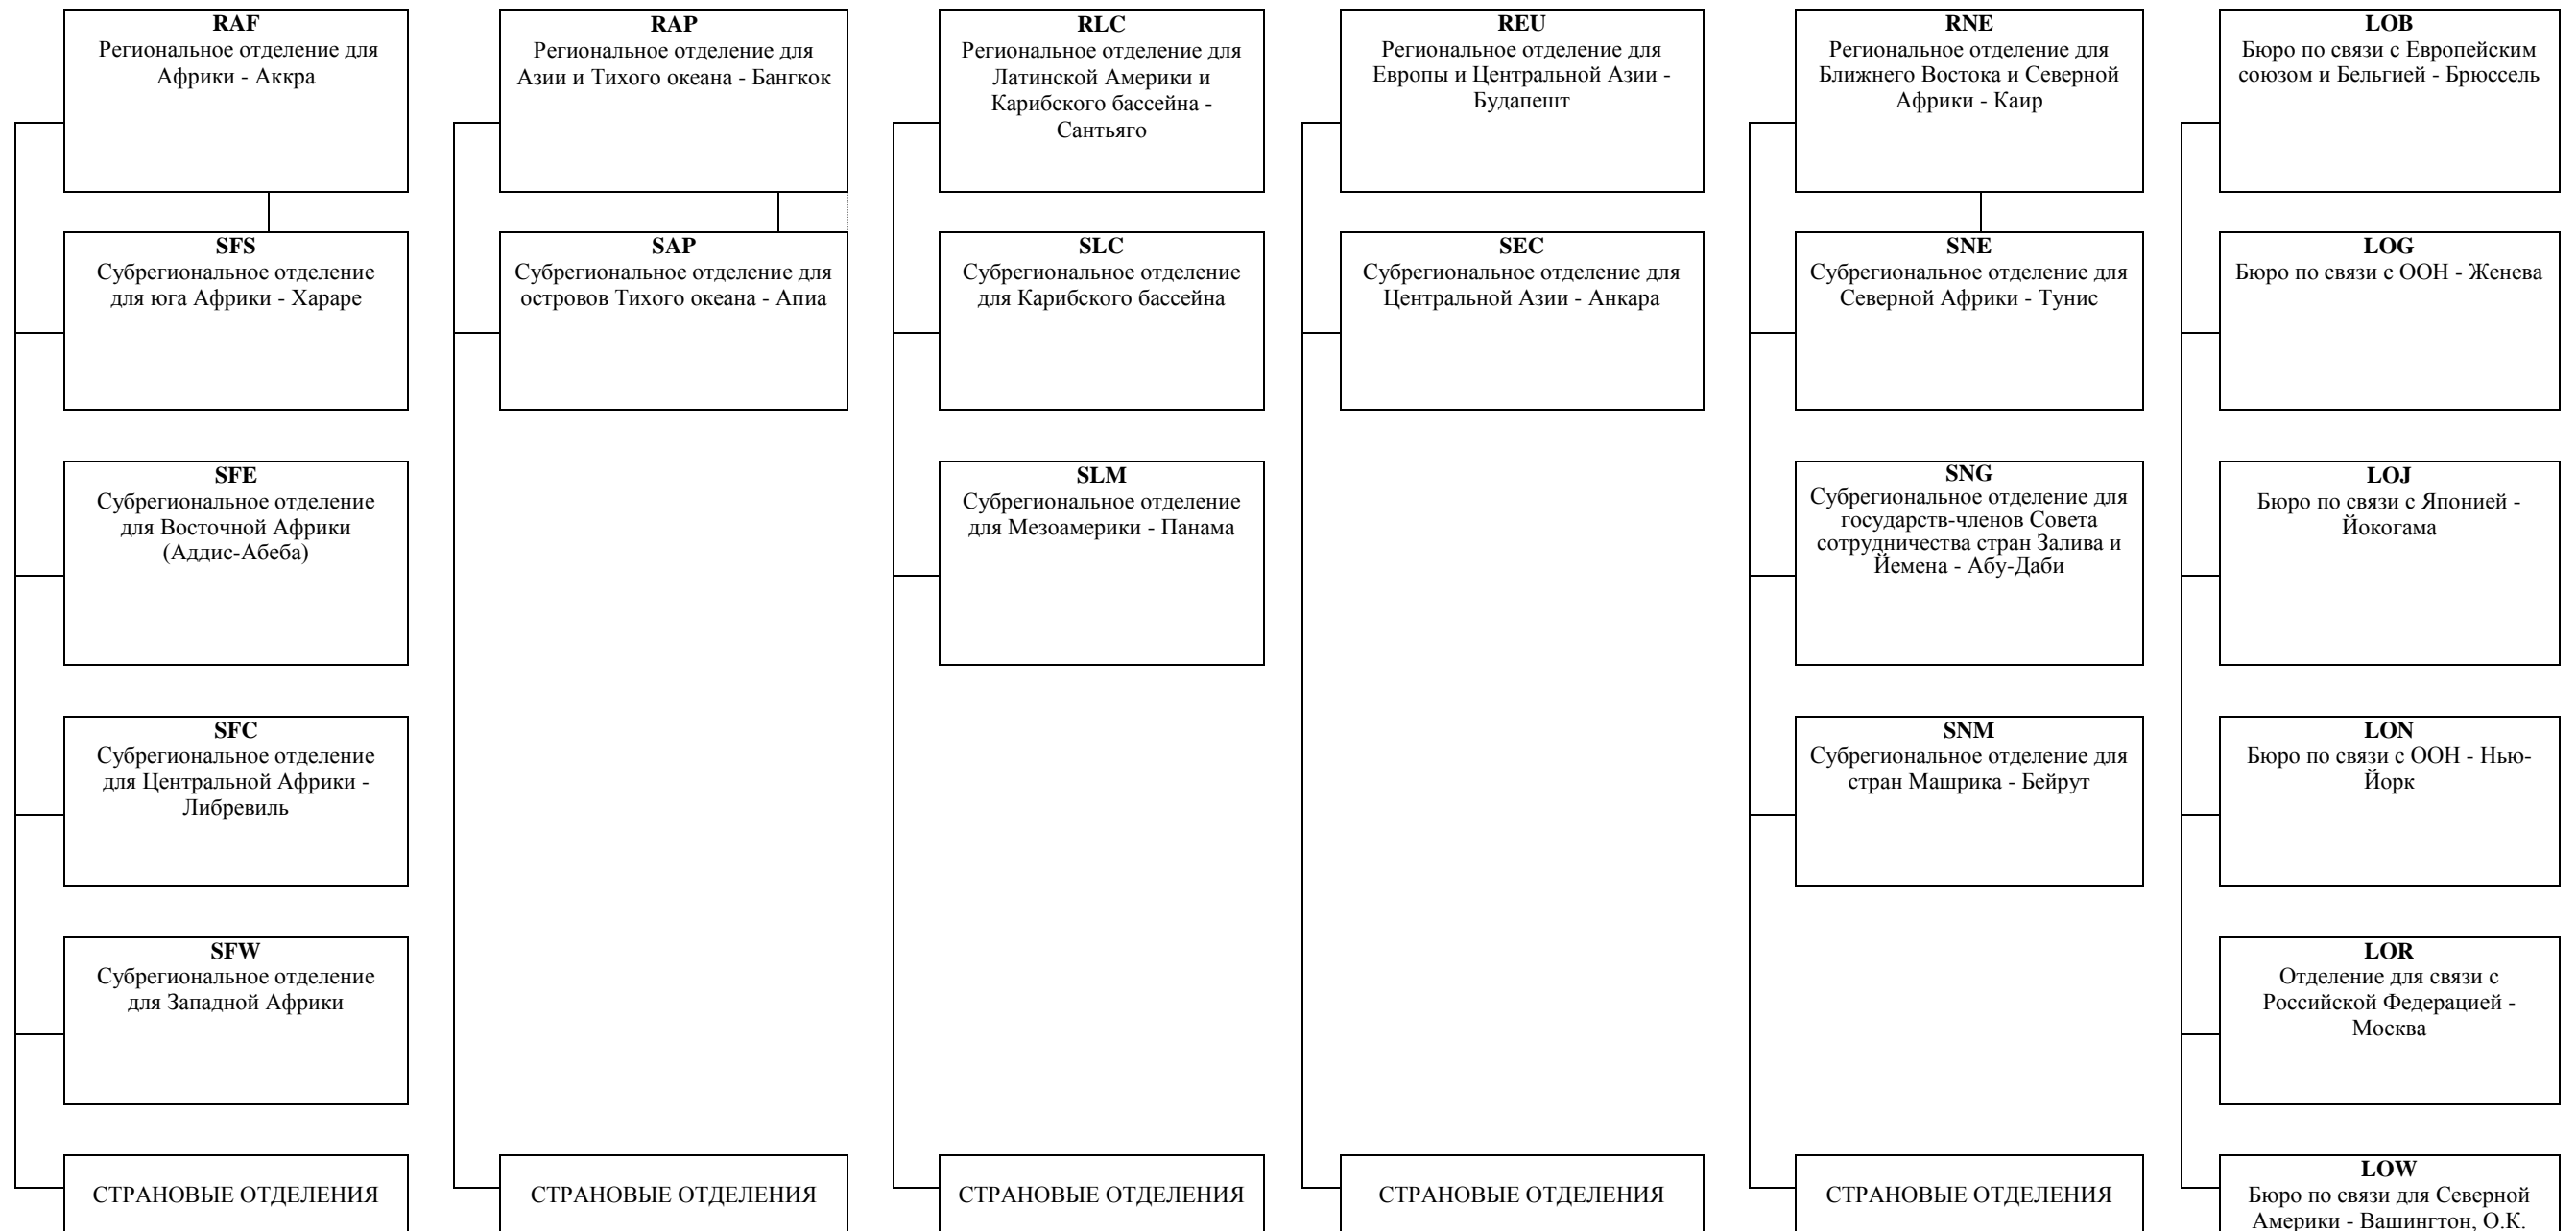 RAF
Региональное отделение для
Африки - Аккра
SFS
Субрегиональное отделение
для юга Африки - Хараре
SFE
Субрегиональное отделение
для Восточной Африки
(Аддис-Абеба)
SFC
Субрегиональное отделение
для Центральной Африки -
Либревиль
SFW
Субрегиональное отделение
для Западной Африки
СТРАНОВЫЕ ОТДЕЛЕНИЯ
RAP
Региональное отделение для
Азии и Тихого океана - Бангкок
SAP
Субрегиональное отделение для
островов Тихого океана - Апиа
СТРАНОВЫЕ ОТДЕЛЕНИЯ
RLC
Региональное отделение для
Латинской Америки и
Карибского бассейна -
Сантьяго
SLC
Субрегиональное отделение
для Карибского бассейна
SLM
Субрегиональное отделение
для Мезоамерики - Панама
СТРАНОВЫЕ ОТДЕЛЕНИЯ
REU
Региональное отделение для
Европы и Центральной Азии -
Будапешт
SEC
Субрегиональное отделение для
Центральной Азии - Анкара
СТРАНОВЫЕ ОТДЕЛЕНИЯ
RNE
Региональное отделение для
Ближнего Востока и Северной
Африки - Каир
SNE
Субрегиональное отделение для
Северной Африки - Тунис
SNG
Субрегиональное отделение для
государств-членов Совета
сотрудничества стран Залива и
Йемена - Абу-Даби
SNM
Субрегиональное отделение для
стран Машрика - Бейрут
СТРАНОВЫЕ ОТДЕЛЕНИЯ
LOB
Бюро по связи с Европейским
союзом и Бельгией - Брюссель
LOG
Бюро по связи с ООН - Женева
LOJ
Бюро по связи с Японией -
Йокогама
LON
Бюро по связи с ООН - Нью-
Йорк
LOR
Отделение для связи с
Российской Федерацией -
Москва
LOW
Бюро по связи для Северной
Америки - Вашингтон, О.К.